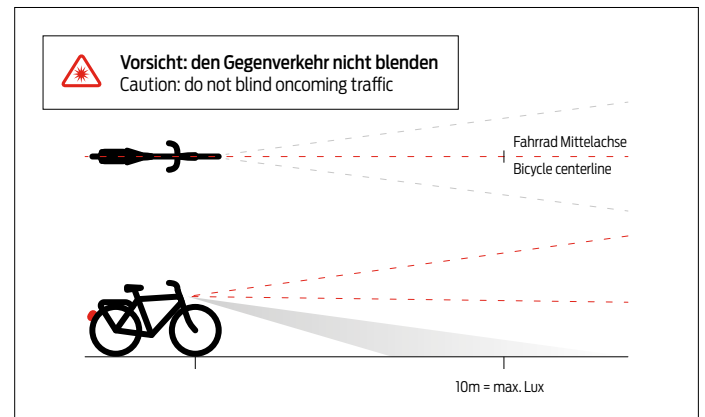 Vorsicht: den Gegenverkehr nicht blenden
Caution: do not blind oncoming traffic
Fahrrad Mittelachse
Bicycle centerline
10m = max. Lux